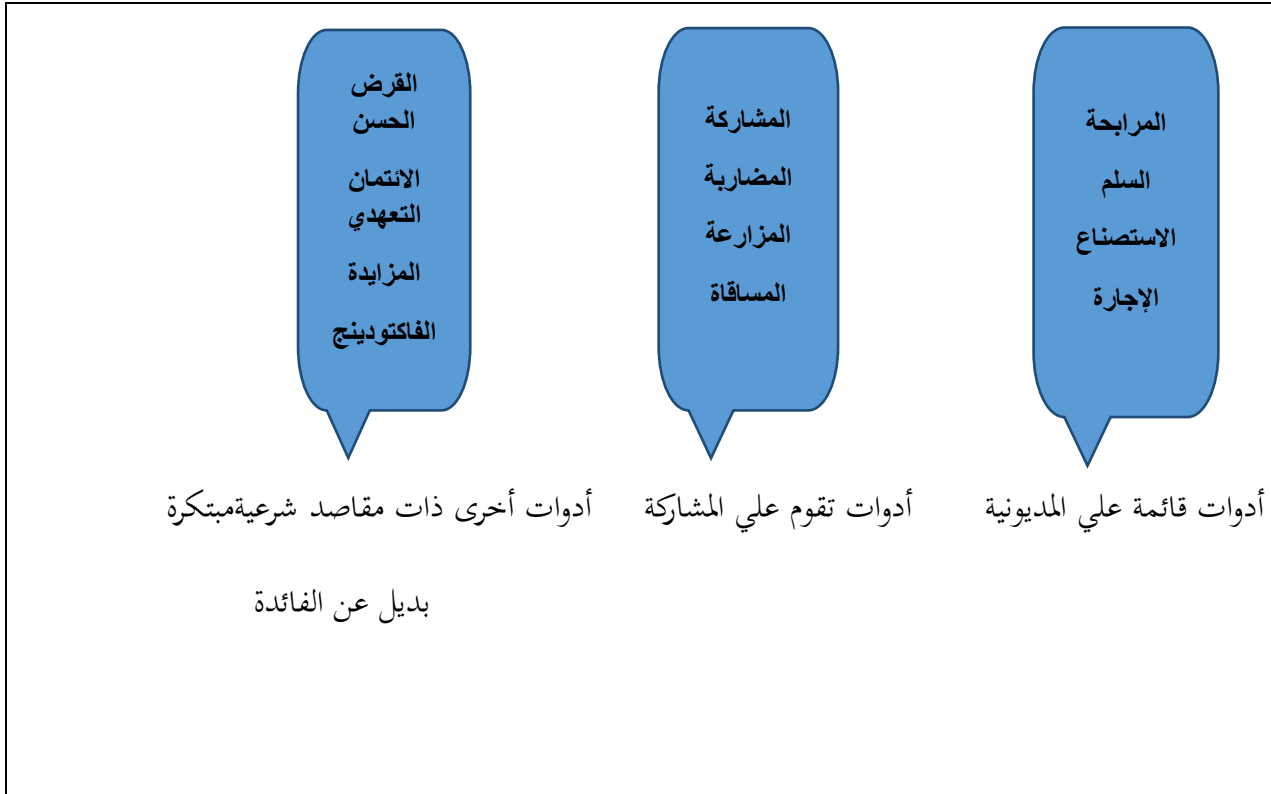 المرابحة
السلم
الاستصناع
الإجارة
المشاركة
المضاربة
المزارعة
المساقاة
القرض
الحسن
الائتمان
التعهدي
المزايدة
الفاكتودينج
أدوات قائمة علي المديونية
أدوات تقوم علي المشاركة
أدوات أخرى ذات مقاصد شرعيةمبتكرة
بديل عن الفائدة